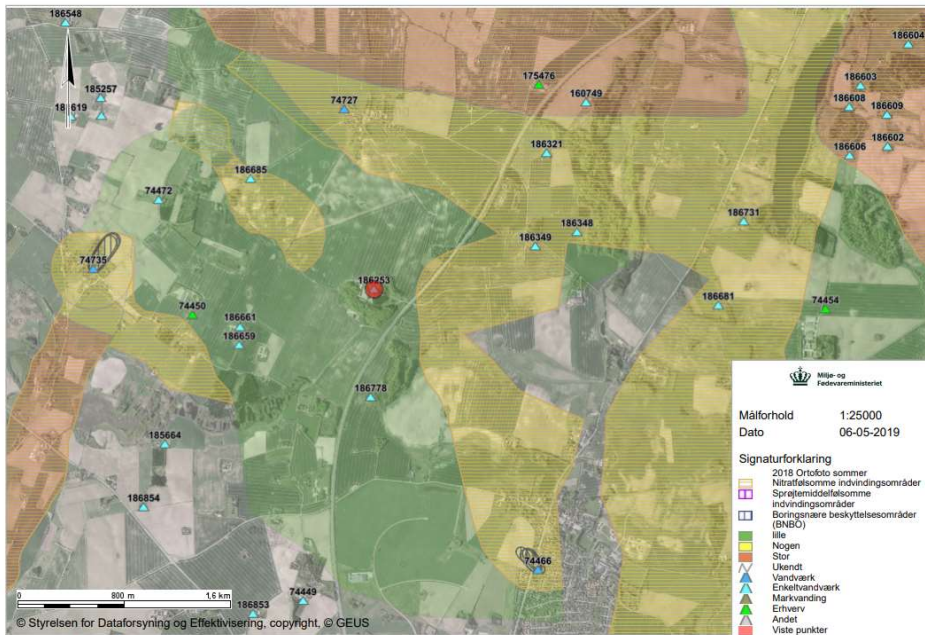 186548
186604
175476
186603
185257
160749
186608
74727
186609
186602
186321
186606
186685
74472
186731
186348
186349
74735
186253
186681
74450
74454
186661
186659
186778
185664
186854
74466
74449
186853
Miljø- og
Fødevareministeriet
Målforhold 1:25000
Dato 06-05-2019
Signaturforklaring
2018 Ortofoto sommer
Nitratfølsomme indvindingsområder
Sprøjtemiddelfølsomme
indvindingsområder
Boringsnære beskyttelsesområder
(BNBO)
lille
Nogen
Stor
Ukendt
Vandværk
Enkeltvandværk
Markvanding
Erhverv
Andet
Viste punkter
0 800 m 1,6 km
© Styrelsen for Dataforsyning og Effektivisering, copyright, © GEUS